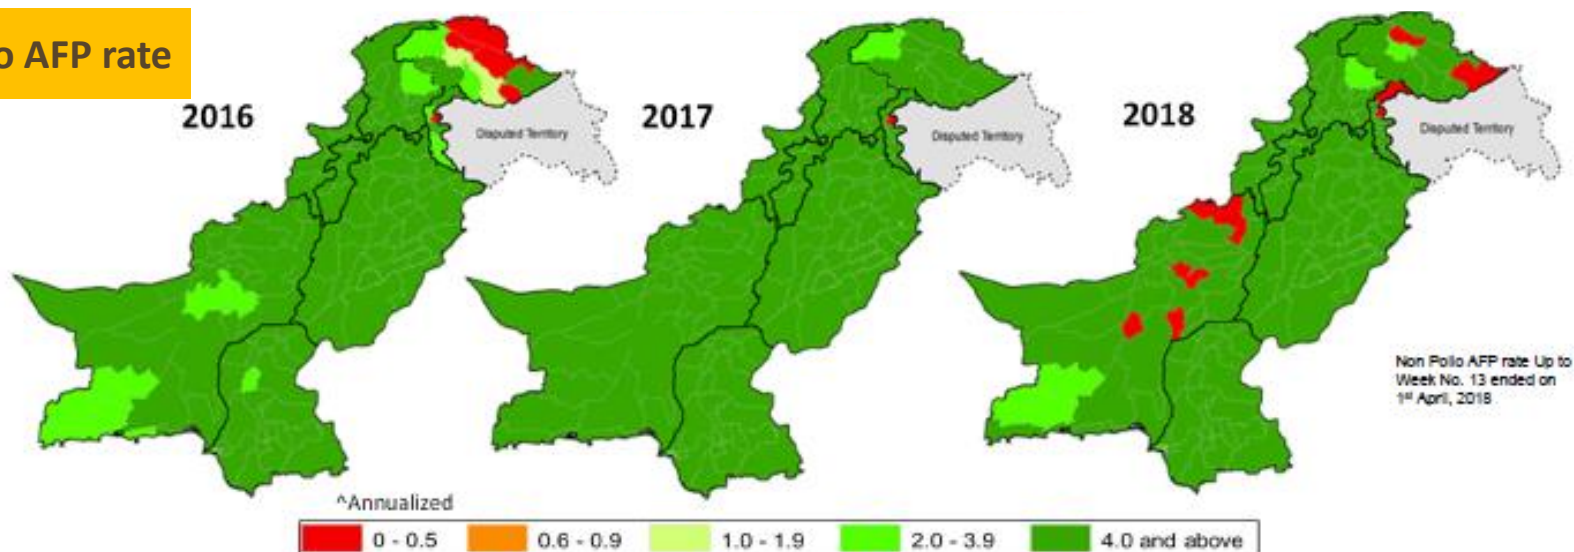 o AFP rate
2016
2017
2018
Disputed Territory
Disputed Territory
Disputed Territory
Non Polio AFP rate Up to
Week No. 13 ended on
1st April, 2018
^Annualized
0 - 0.5
0.6 - 0.9
1.0 - 1.9
2.0 - 3.9
4.0 and above